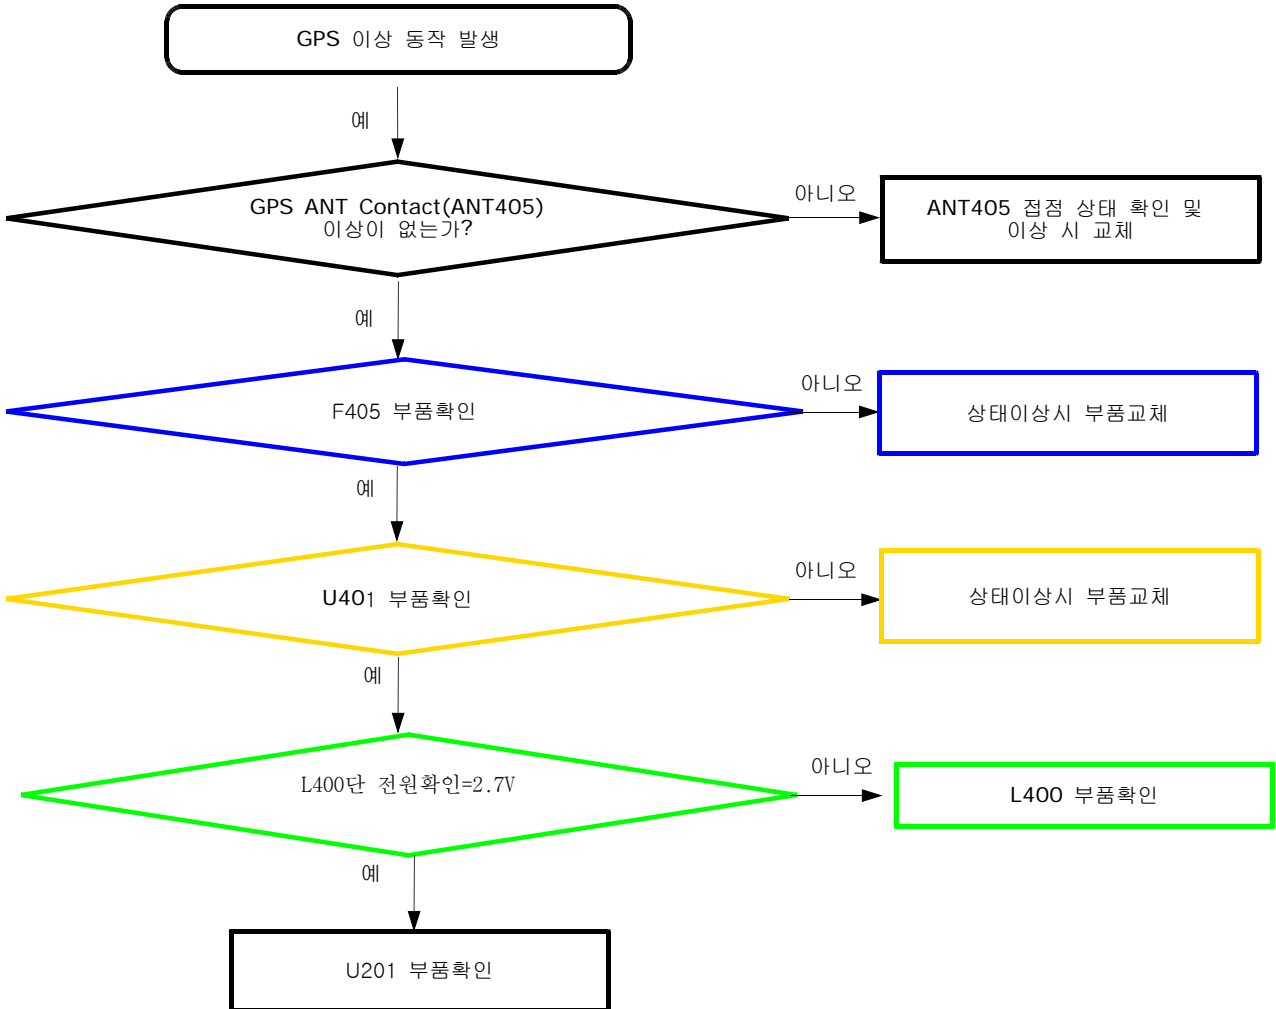 GPS 이상 동작 발생
예
GPS ANT Contact(ANT405)
이상이 없는가?
아니오
ANT405 접점 상태 확인 및
이상 시 교체
예
F405 부품확인
아니오
상태이상시 부품교체
예
U401 부품확인
아니오
상태이상시 부품교체
예
L400단 전원확인=2.7V
아니오
L400 부품확인
예
U201 부품확인